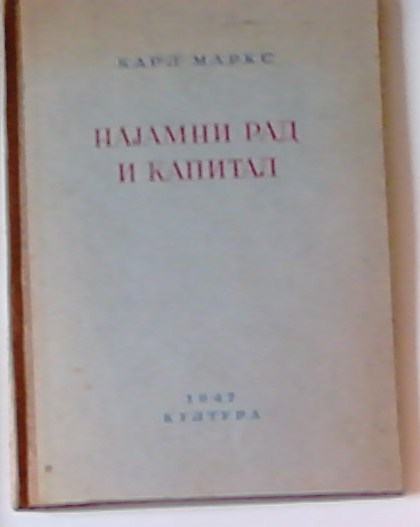 КАРЛ МАРКС
НАЈАМНИ РАД
И КАПИТАЛ
1947
КУЛТУРА